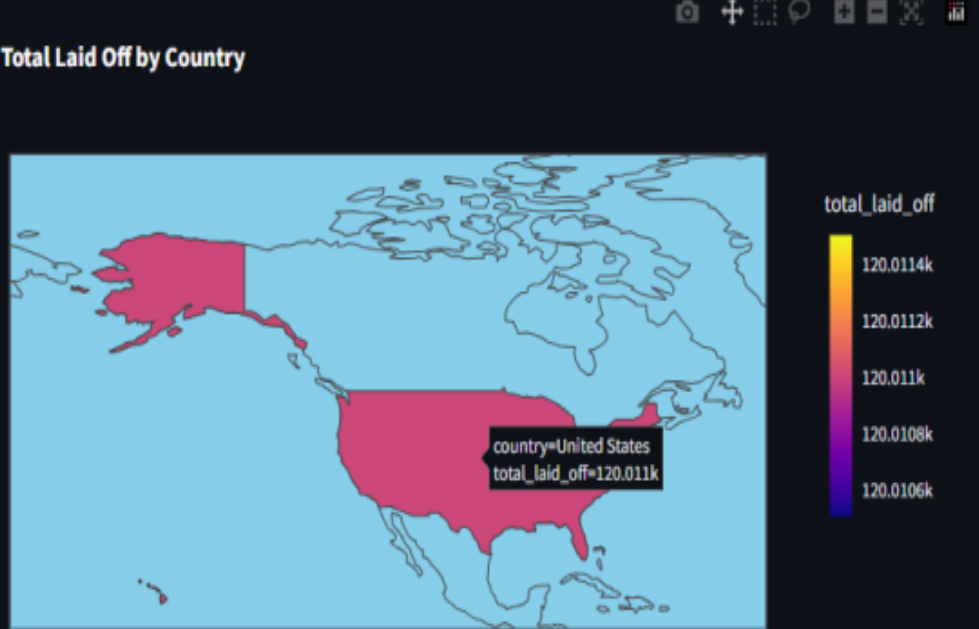 Total Laid Off by Country
total_laid_off
120.0114k
120.0112k
120.011k
120.0108k
120.0106k
country=United States
total_laid_off=120.011k